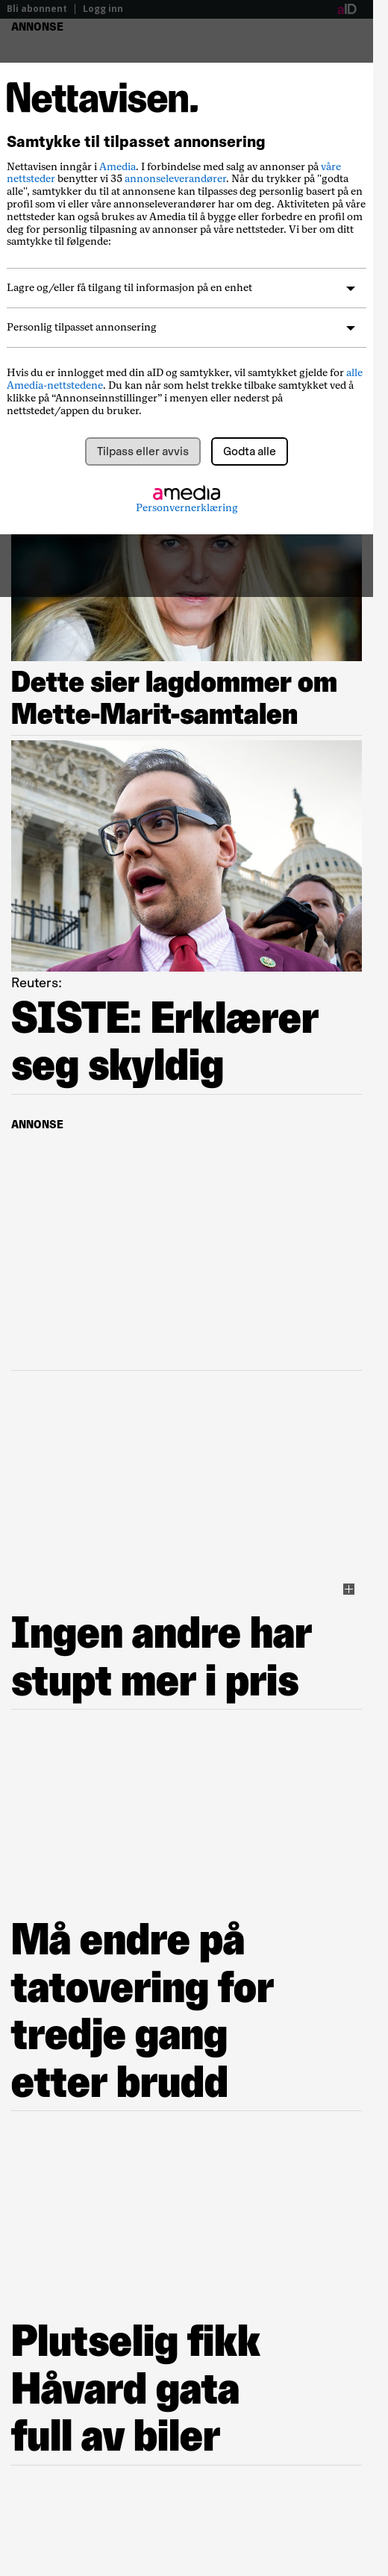 Bli abonnent | Logg inn
aID
ANNONSE
Nettavisen.
Samtykke til tilpasset annonsering
Nettavisen inngår i Amedia. I forbindelse med salg av annonser på våre
nettsteder benytter vi 35 annonseleverandører. Når du trykker på "godta
alle", samtykker du til at annonsene kan tilpasses deg personlig basert på en
profil som vi eller våre annonseleverandører har om deg. Aktiviteten på våre
nettsteder kan også brukes av Amedia til å bygge eller forbedre en profil om
deg for personlig tilpasning av annonser på våre nettsteder. Vi ber om ditt
samtykke til følgende:
Lagre og/eller få tilgang til informasjon på en enhet
Personlig tilpasset annonsering
Hvis du er innlogget med din aID og samtykker, vil samtykket gjelde for alle
Amedia-nettstedene. Du kan når som helst trekke tilbake samtykket ved å
klikke på “Annonseinnstillinger” i menyen eller nederst på
nettstedet/appen du bruker.
Tilpass eller avvis
Godta alle
amedia
Personvernerklæring
Dette sier lagdommer om
Mette-Marit-samtalen
Reuters:
SISTE: Erklærer
seg skyldig
ANNONSE
Ingen andre har
stupt mer i pris
Må endre på
tatovering for
tredje gang
etter brudd
Plutselig fikk
Håvard gata
full av biler